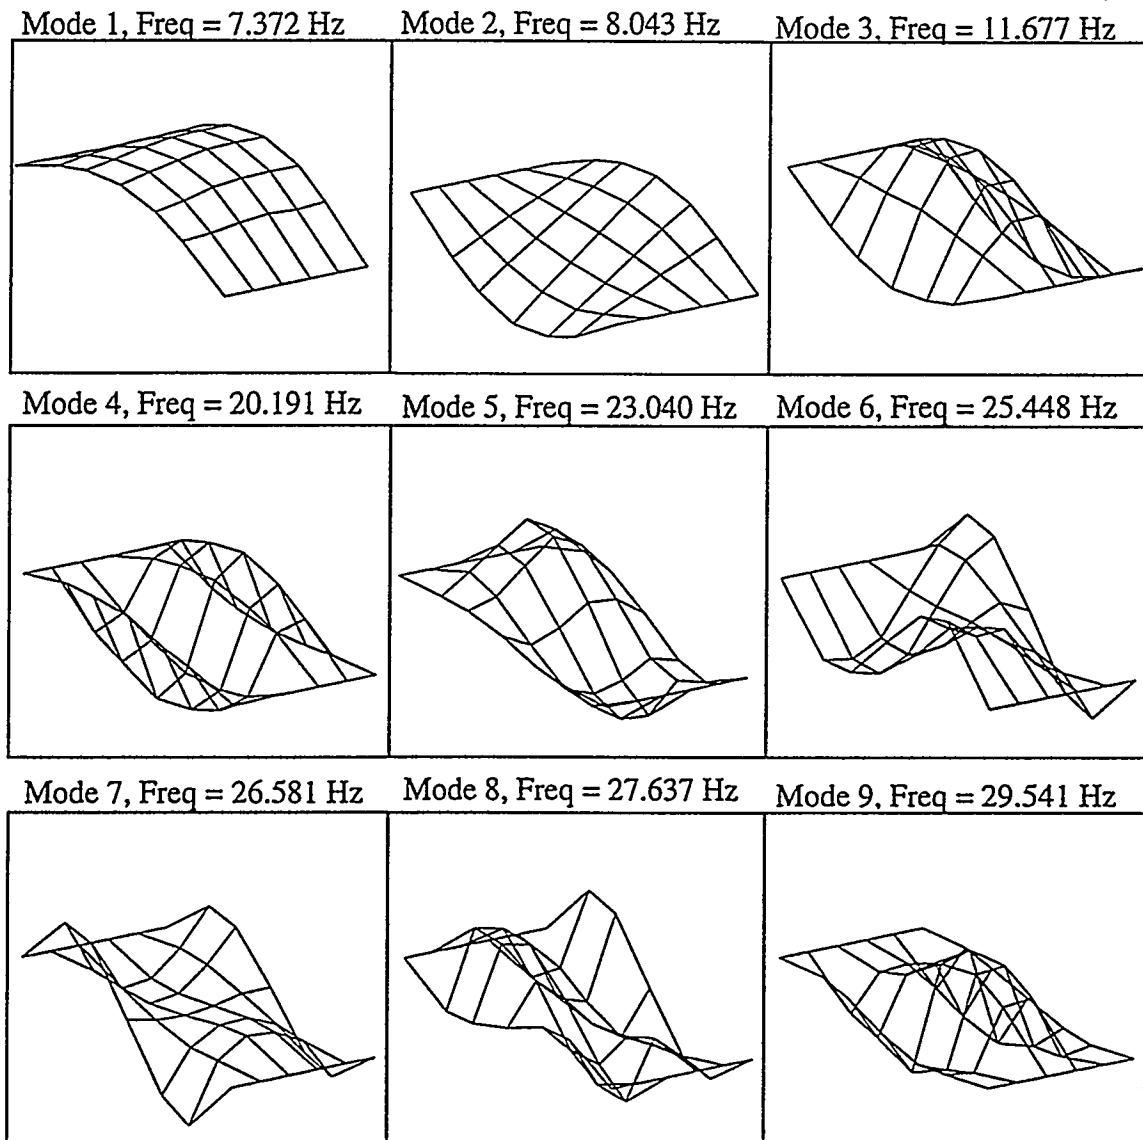 Mode 1, Freq = 7.372 Hz
Mode 2, Freq = 8.043 Hz
Mode 3, Freq = 11.677 Hz
Mode 4, Freq = 20.191 Hz
Mode 5, Freq = 23.040 Hz
Mode 6, Freq = 25.448 Hz
Mode 7, Freq = 26.581 Hz
Mode 8, Freq = 27.637 Hz
Mode 9, Freq = 29.541 Hz